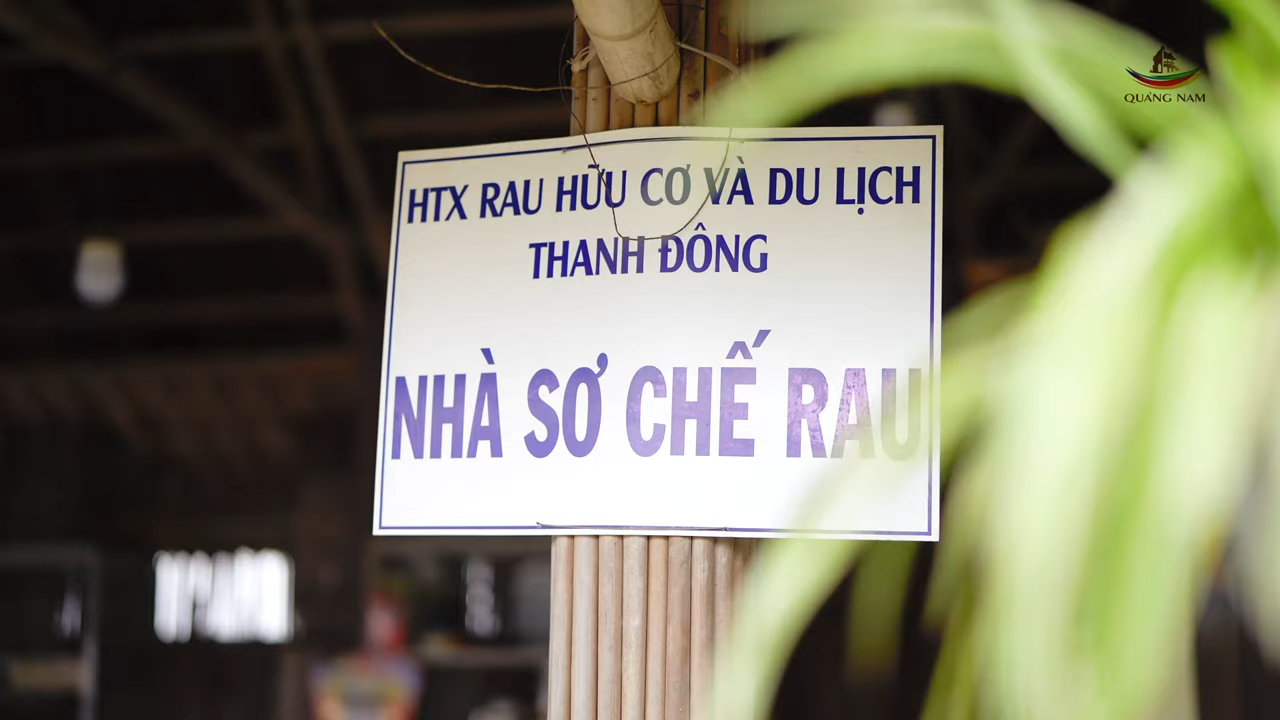 QUẢNG NAM
HTX RAU HỮU CƠ VÀ DU LỊCH
THANH ĐÔNG
NHÀ SƠ CHẾ RAU